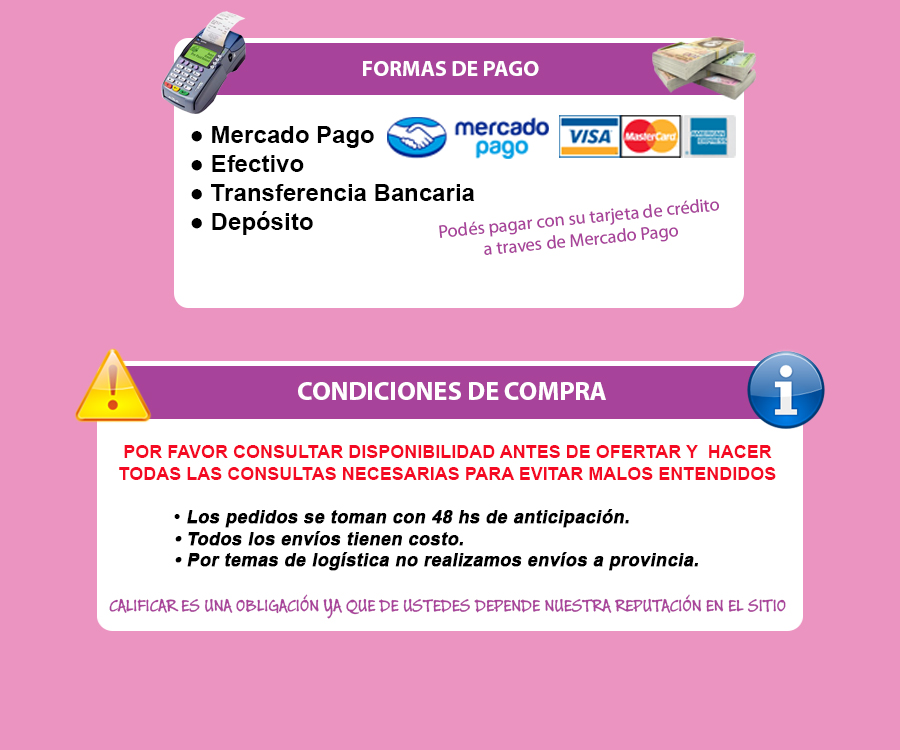 FORMAS DE PAGO
● Mercado Pago
mercado
pago
VISA
MasterCard
AMERICAN
EXPRESS
● Efectivo
● Transferencia Bancaria
● Depósito
Podés pagar con su tarjeta de crédito
a traves de Mercado Pago
CONDICIONES DE COMPRA
POR FAVOR CONSULTAR DISPONIBILIDAD ANTES DE OFERTAR Y HACER
TODAS LAS CONSULTAS NECESARIAS PARA EVITAR MALOS ENTENDIDOS
• Los pedidos se toman con 48 hs de anticipación.
• Todos los envíos tienen costo.
• Por temas de logística no realizamos envíos a provincia.
CALIFICAR ES UNA OBLIGACIÓN YA QUE DE USTEDES DEPENDE NUESTRA REPUTACIÓN EN EL SITIO